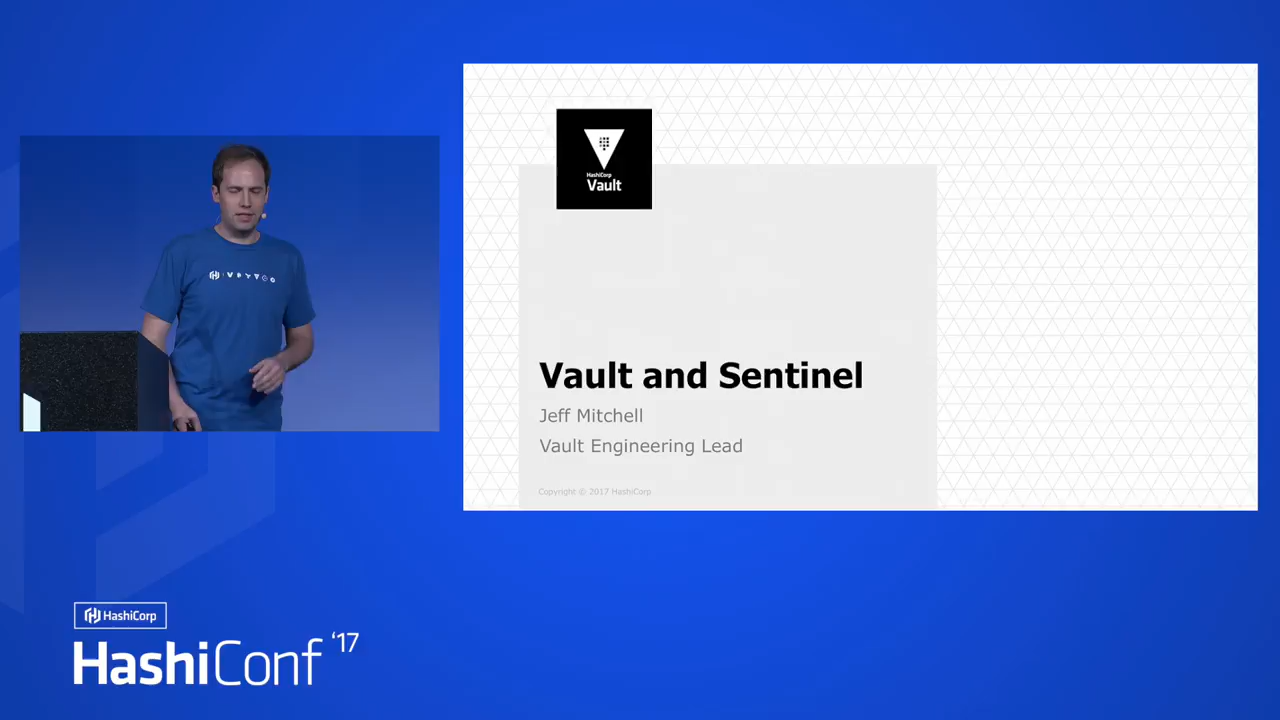 HashiCorp
Vault
Vault and Sentinel
Jeff Mitchell
Vault Engineering Lead
Copyright © 2017 HashiCorp
HashiCorp
HashiConf '17